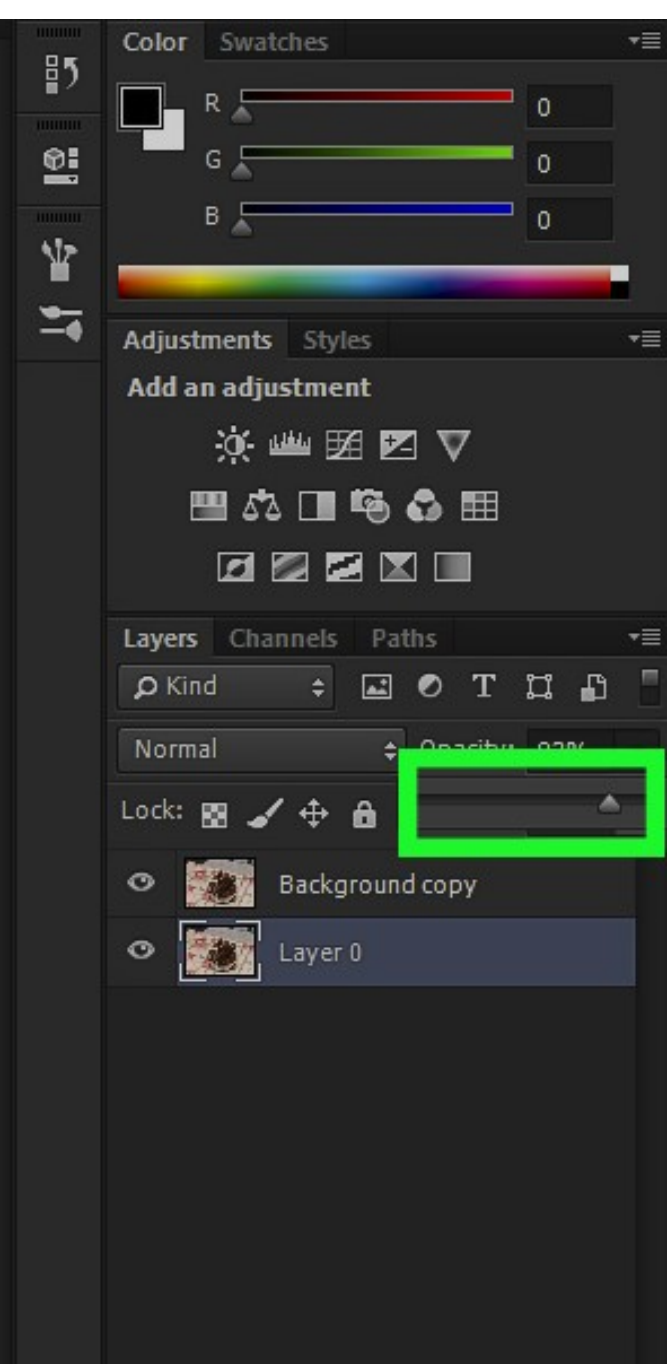 Color Swatches
R 0
G 0
B 0
Adjustments Styles
Add an adjustment
Layers Channels Paths
Kind T
Normal
Lock:
Background copy
Layer 0